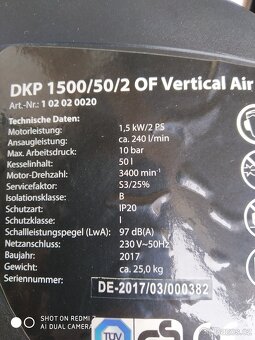 DKP 1500/50/2 OF Vertical Air
Art.-Nr.: 1 02 02 0020
Technische Daten:
Motorleistung: 1,5 kW/2 PS
Ansaugleistung: ca. 240 l/min
Max. Arbeitsdruck: 10 bar
Kesselinhalt: 50 l
Motor-Drehzahl: 3400 min⁻¹
Servicefaktor: S3/25%
Isolationsklasse: B
Schutzart: IP20
Schutzklasse: I
Schallleistungspegel (LwA): 97 dB(A)
Netzanschluss: 230 V~50Hz
Baujahr: 2017
Gewicht: ca. 25,0 kg
Seriennummer:
DE-2017/03/000382
TÜV
GS
SHOT ON REDMI 7
AI DUAL CAMERA